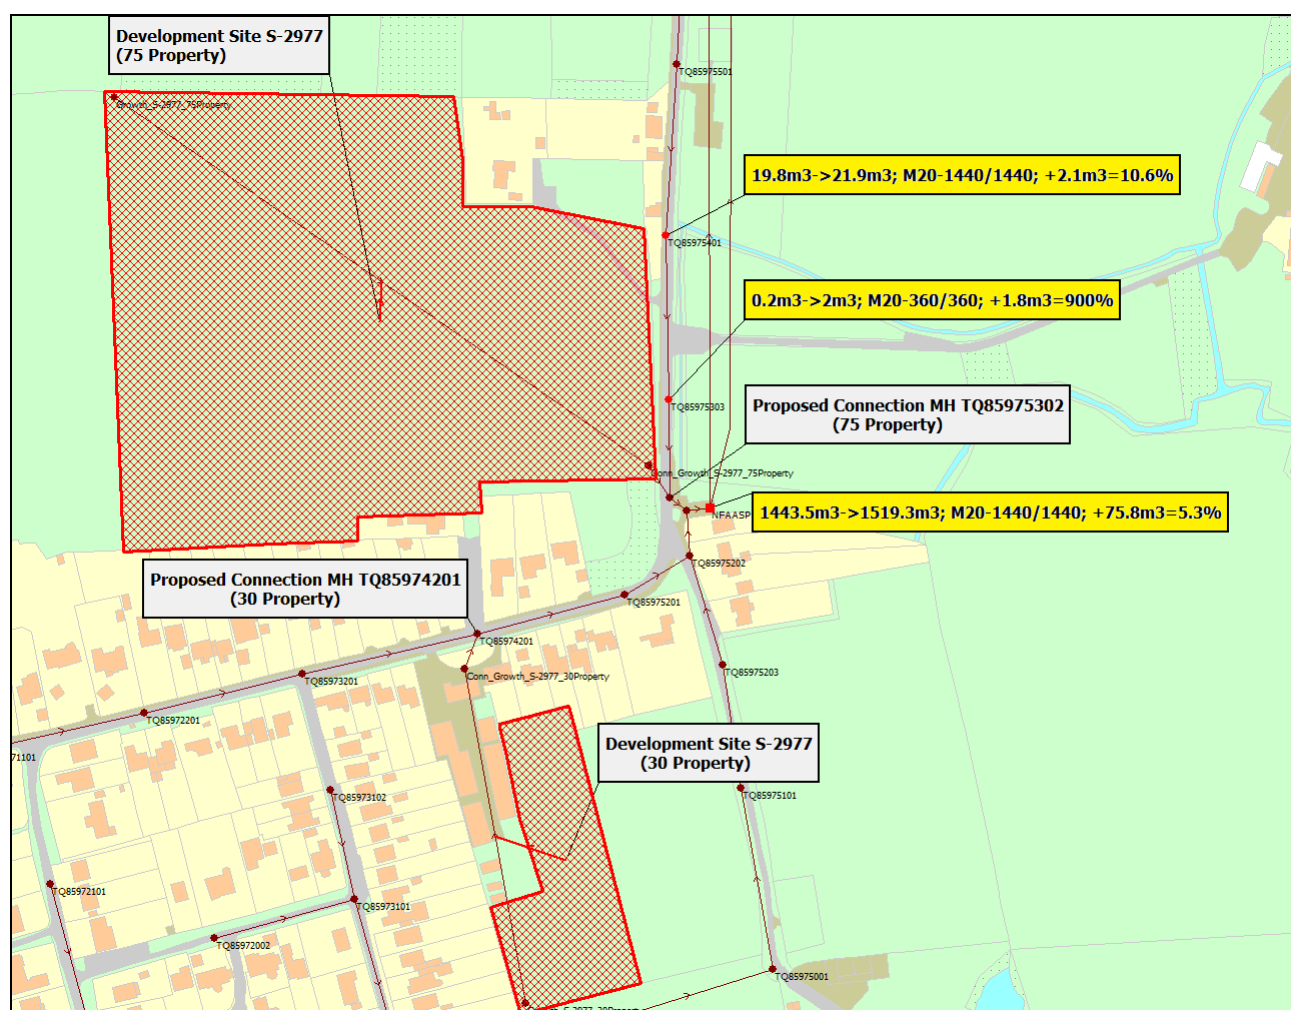 Development Site S-2977
(75 Property)
TQ85975501
Growth_S-2977_75Property
19.8m3->21.9m3; M20-1440/1440; +2.1m3=10.6%
TQ85975401
0.2m3->2m3; M20-360/360; +1.8m3=900%
TQ85975303
Proposed Connection MH TQ85975302
(75 Property)
Conn_Growth_S-2977_75Property
NFAASP
1443.5m3->1519.3m3; M20-1440/1440; +75.8m3=5.3%
TQ85975202
Proposed Connection MH TQ85974201
(30 Property)
TQ85975201
TQ85974201
TQ85975203
Conn_Growth_S-2977_30Property
TQ85973201
TQ85972201
71101
Development Site S-2977
(30 Property)
TQ85973102
TQ85975101
TQ85972101
TQ85973101
TQ85972002
TQ85975001